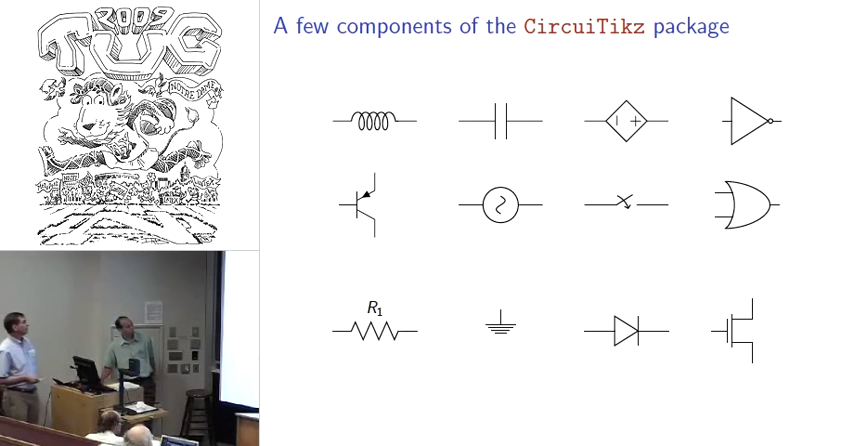 2009
TUG
NOTRE DAME
A few components of the CircuiTikz package
R1